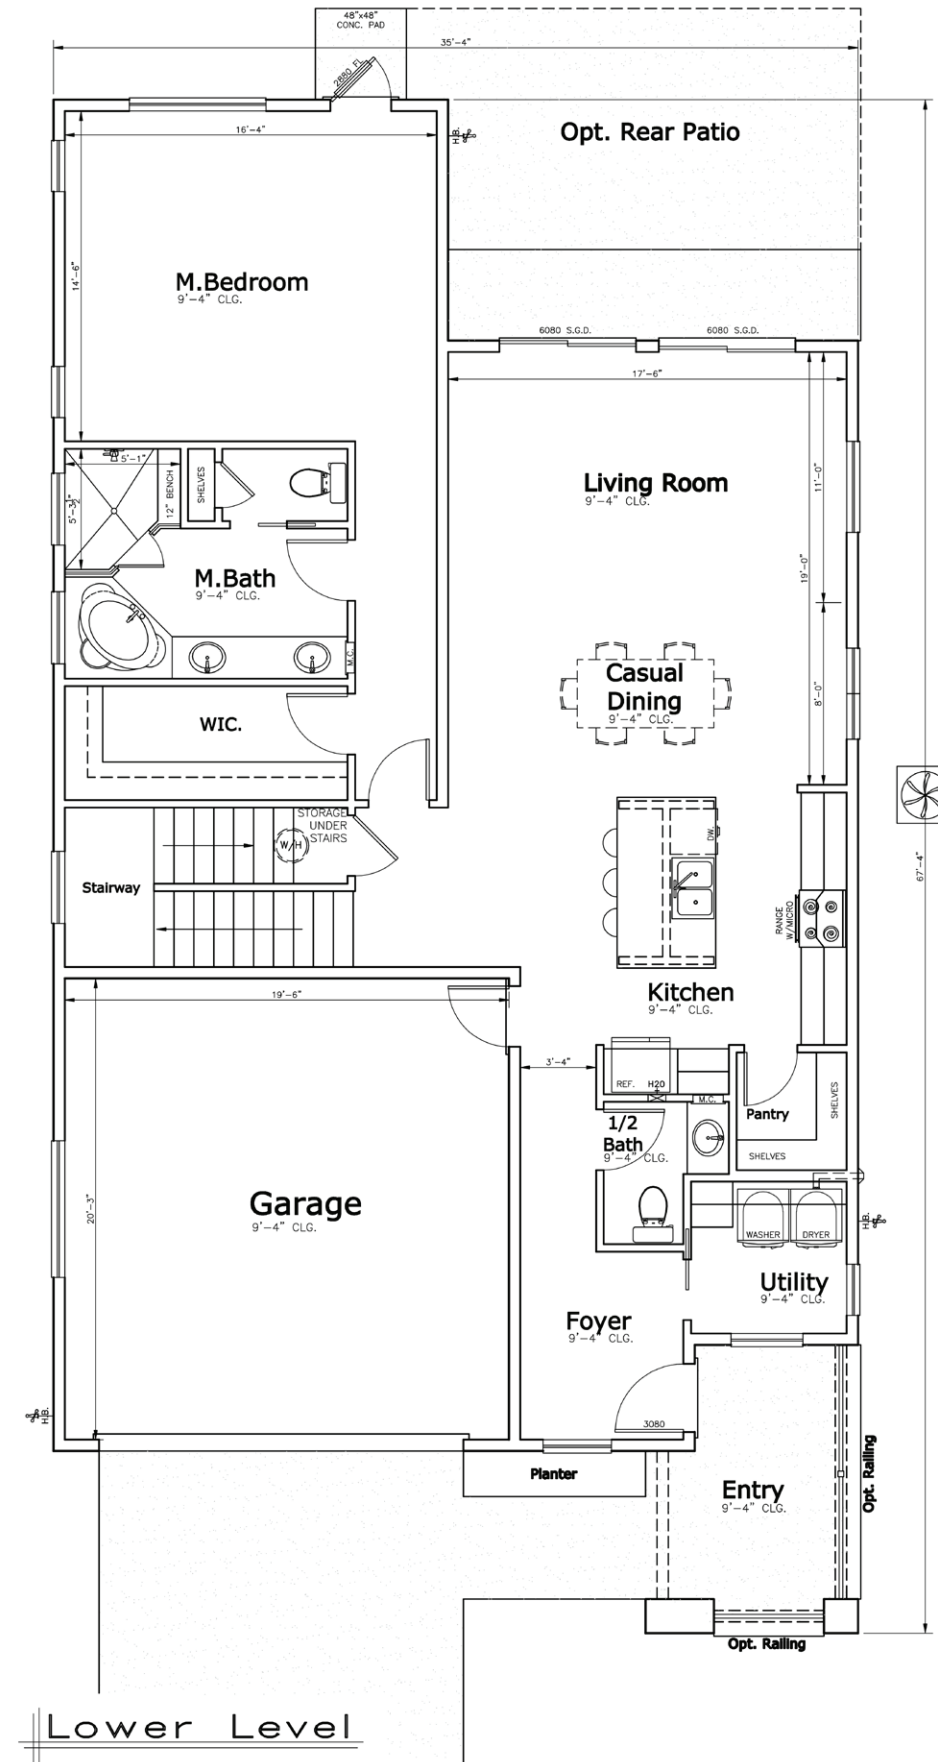 48"x48"
CONC. PAD
35'-4"
2880 FL
16'-4"
H.B.
Opt. Rear Patio
14'-6"
M.Bedroom
9'-4" CLG.
6080 S.G.D.
6080 S.G.D.
17'-6"
5'-1"
12" BENCH
SHELVES
5'-3½"
Living Room
9'-4" CLG.
11'-0"
19'-0"
M.Bath
9'-4" CLG.
M.C.
Casual
Dining
9'-4" CLG.
8'-0"
WIC.
STORAGE
UNDER
STAIRS
W/H
DW.
67'-4"
Stairway
RANGE
W/MICRO
Kitchen
9'-4" CLG.
19'-6"
3'-4"
REF.
H2O
M.C.
SHELVES
Pantry
1/2
Bath
9'-4" CLG.
SHELVES
20'-3"
Garage
9'-4" CLG.
WASHER
DRYER
H.B.
Utility
9'-4" CLG.
Foyer
9'-4" CLG.
H.B.
3080
Planter
Entry
9'-4" CLG.
Opt. Railing
Opt. Railing
Lower Level